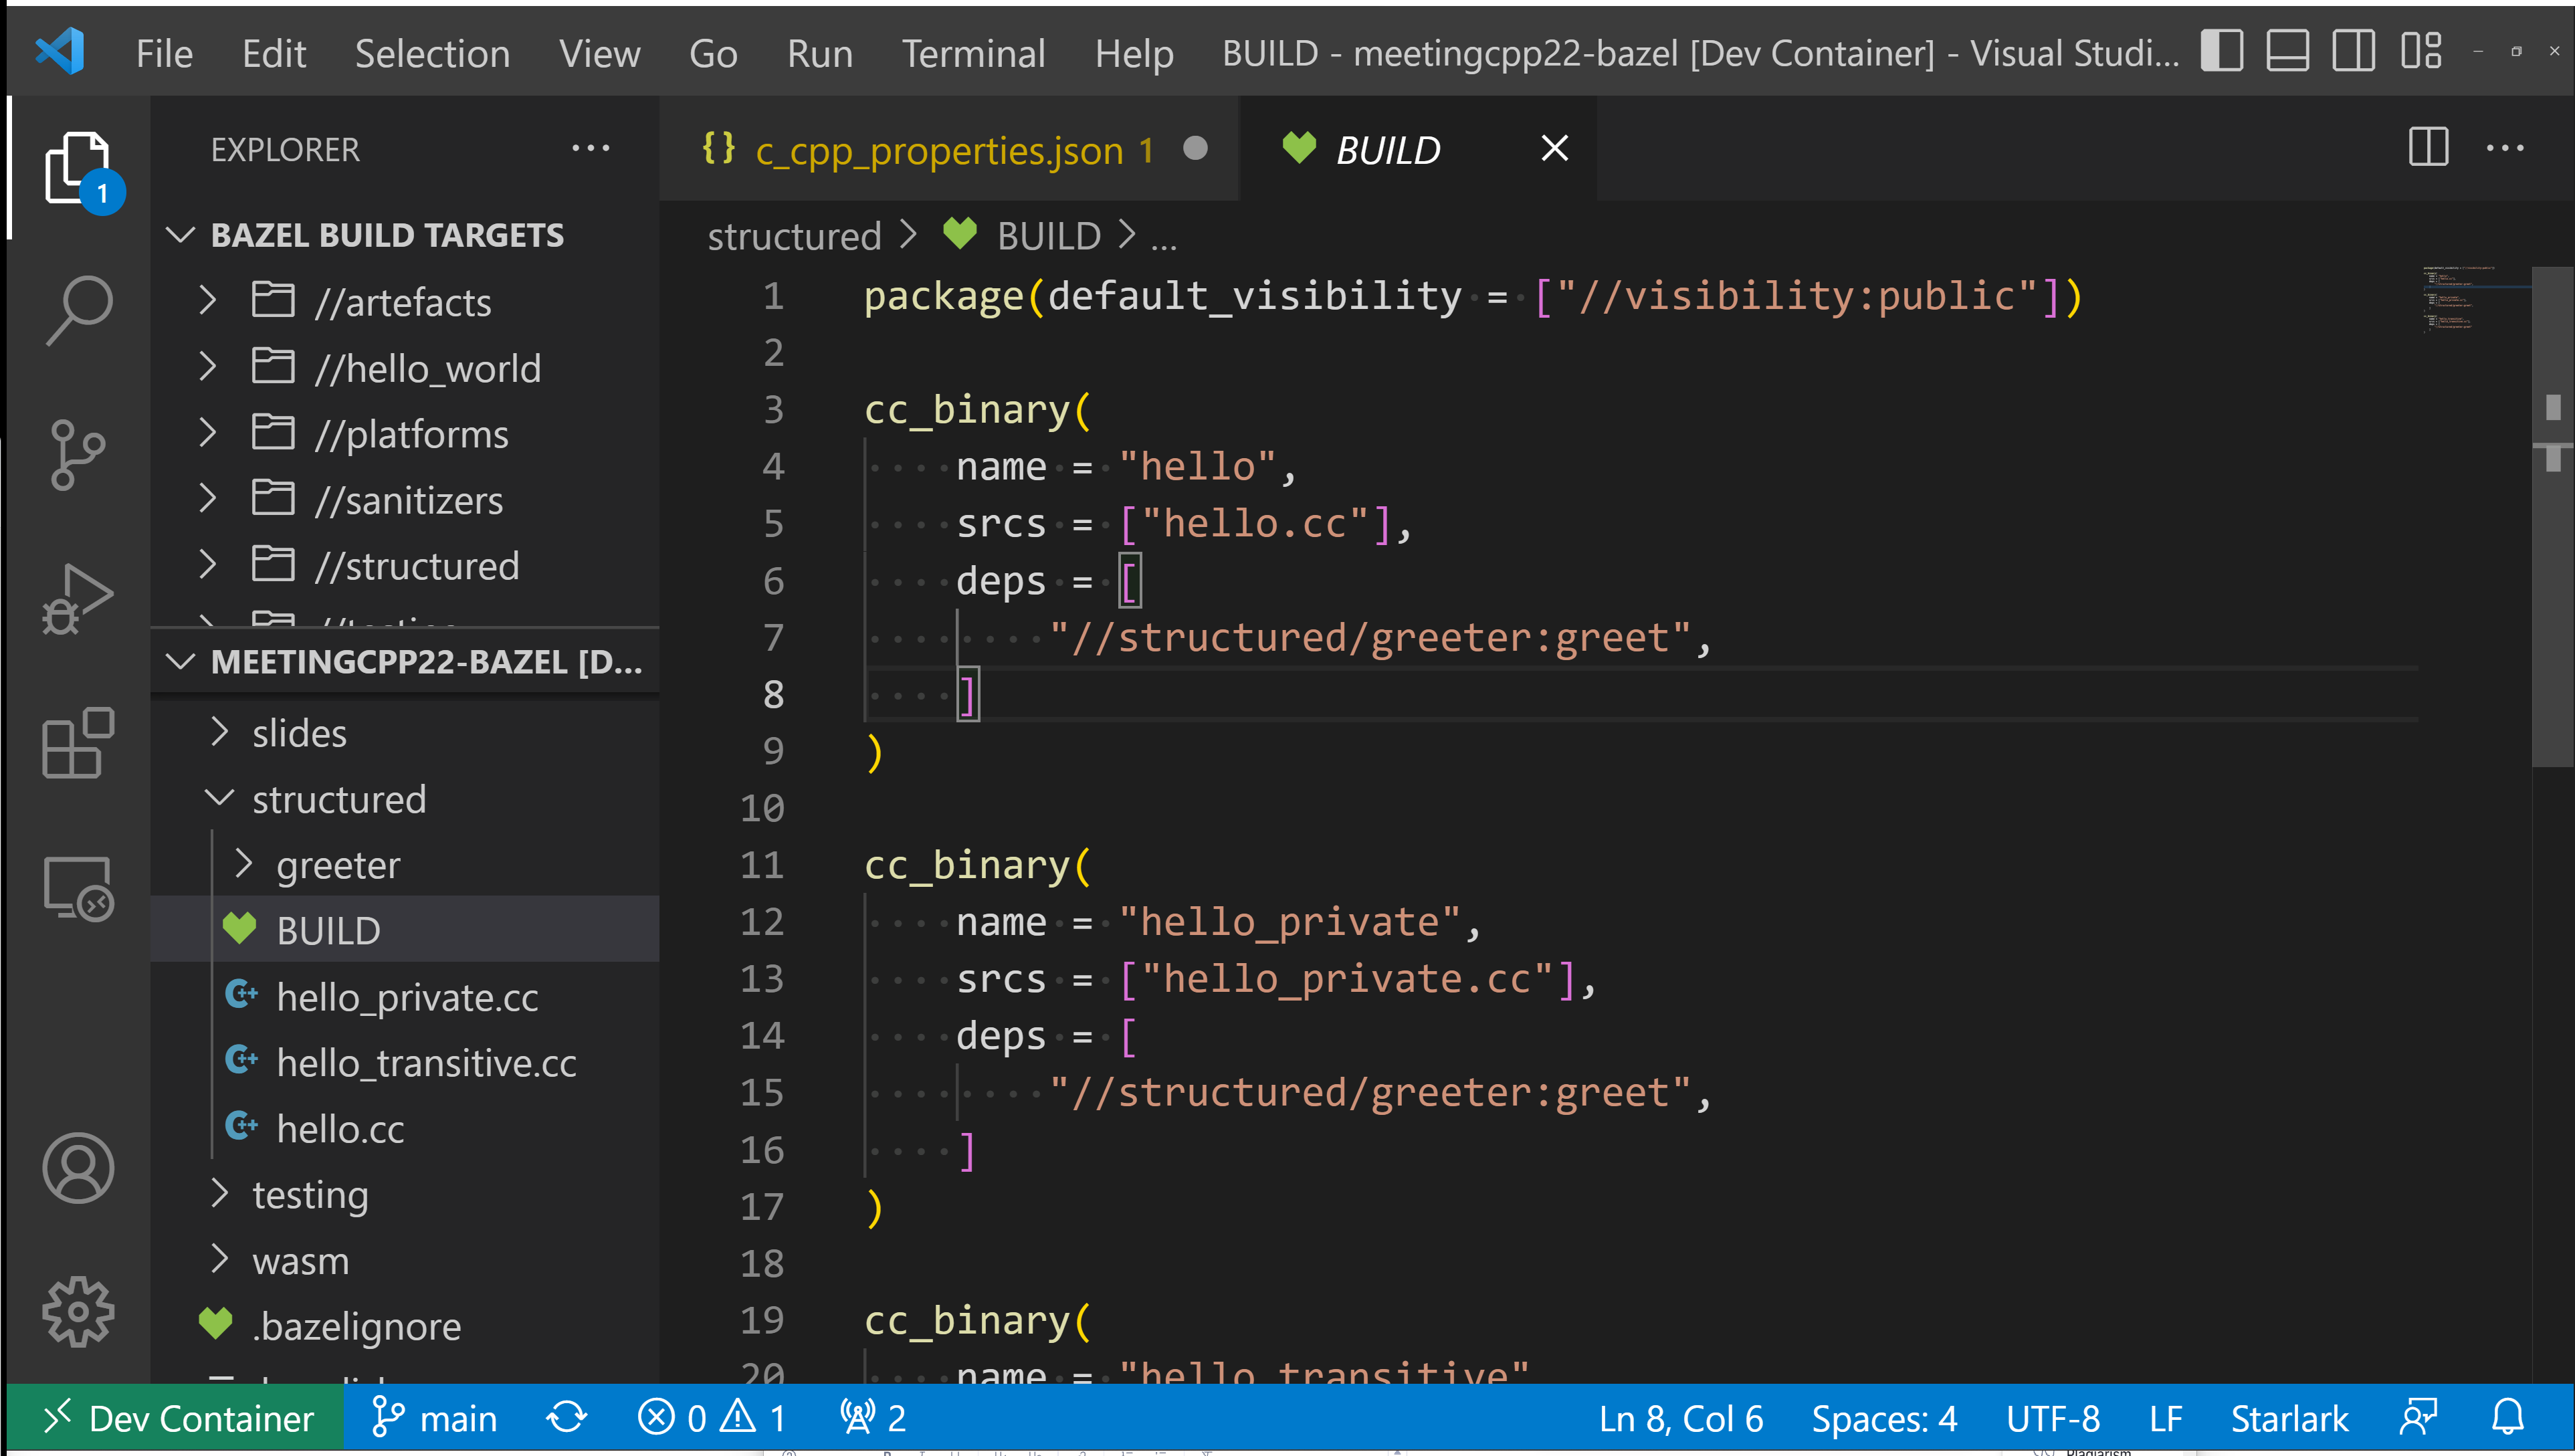 File Edit Selection View Go Run Terminal Help BUILD - meetingcpp22-bazel [Dev Container] - Visual Studi...
EXPLORER
1
BAZEL BUILD TARGETS
//artefacts
//hello_world
//platforms
//sanitizers
//structured
MEETINGCPP22-BAZEL [D...
slides
structured
greeter
BUILD
hello_private.cc
hello_transitive.cc
hello.cc
testing
wasm
.bazelignore
{} c_cpp_properties.json 1
BUILD
structured > BUILD > ...
1 package(default_visibility = ["//visibility:public"])
2
3 cc_binary(
4 name = "hello",
5 srcs = ["hello.cc"],
6 deps = [
7 "//structured/greeter:greet",
8 ]
9 )
10
11 cc_binary(
12 name = "hello_private",
13 srcs = ["hello_private.cc"],
14 deps = [
15 "//structured/greeter:greet",
16 ]
17 )
18
19 cc_binary(
20 name = "hello_transitive"
Dev Container main 0 1 2 Ln 8, Col 6 Spaces: 4 UTF-8 LF Starlark